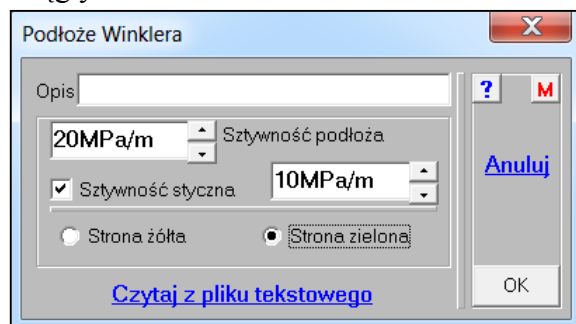 Podłoże Winklera
X
Opis
? M
20MPa/m Sztywność podłoża
Anuluj
Sztywność styczna 10MPa/m
Strona żółta Strona zielona
Czytaj z pliku tekstowego
OK